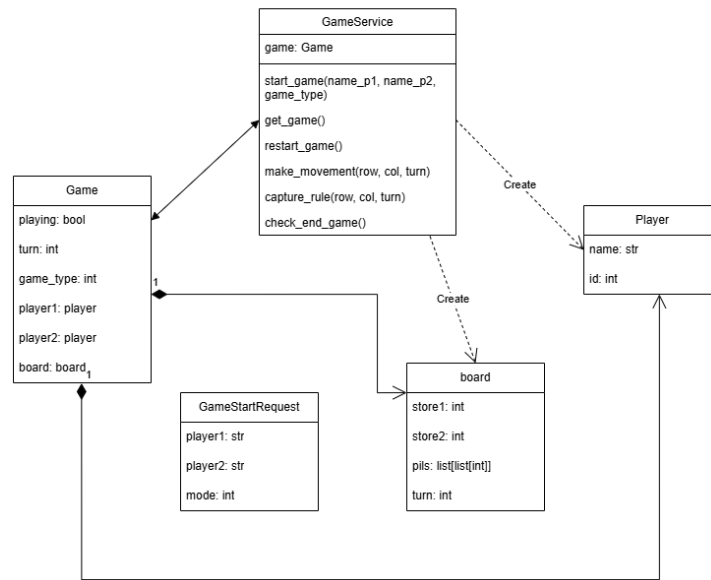 GameService
game: Game
start_game(name_p1, name_p2,
game_type)
get_game()
restart_game()
make_movement(row, col, turn)
capture_rule(row, col, turn)
check_end_game()
Create
Create
Game
playing: bool
turn: int
game_type: int
player1: player
player2: player
board: board
1
1
Player
name: str
id: int
GameStartRequest
player1: str
player2: str
mode: int
board
store1: int
store2: int
pils: list[list[int]]
turn: int